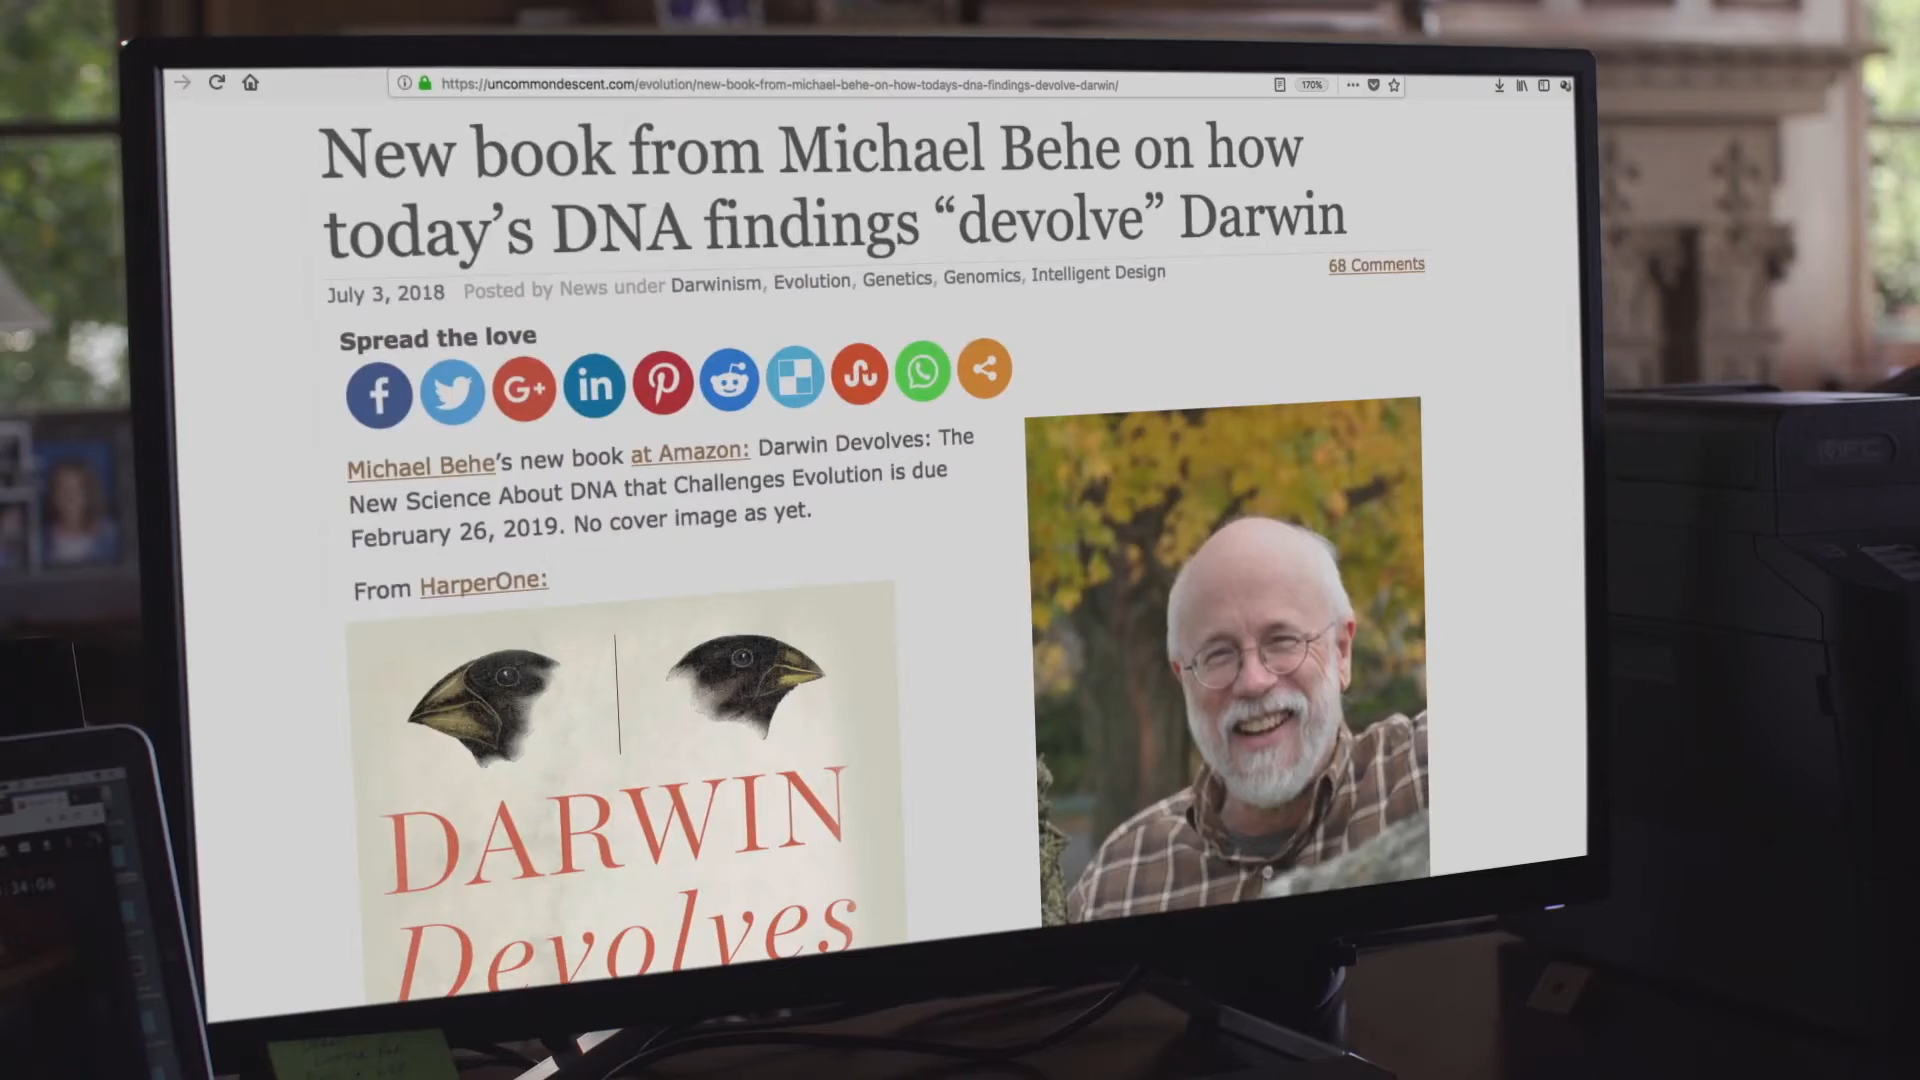 https://uncommondescent.com/evolution/new-book-from-michael-behe-on-how-todays-dna-findings-devolve-darwin/
170%
New book from Michael Behe on how
today’s DNA findings “devolve” Darwin
July 3, 2018 Posted by News under Darwinism, Evolution, Genetics, Genomics, Intelligent Design
68 Comments
Spread the love
Michael Behe’s new book at Amazon: Darwin Devolves: The
New Science About DNA that Challenges Evolution is due
February 26, 2019. No cover image as yet.
From HarperOne:
DARWIN
Devolves
MFC
:34:06